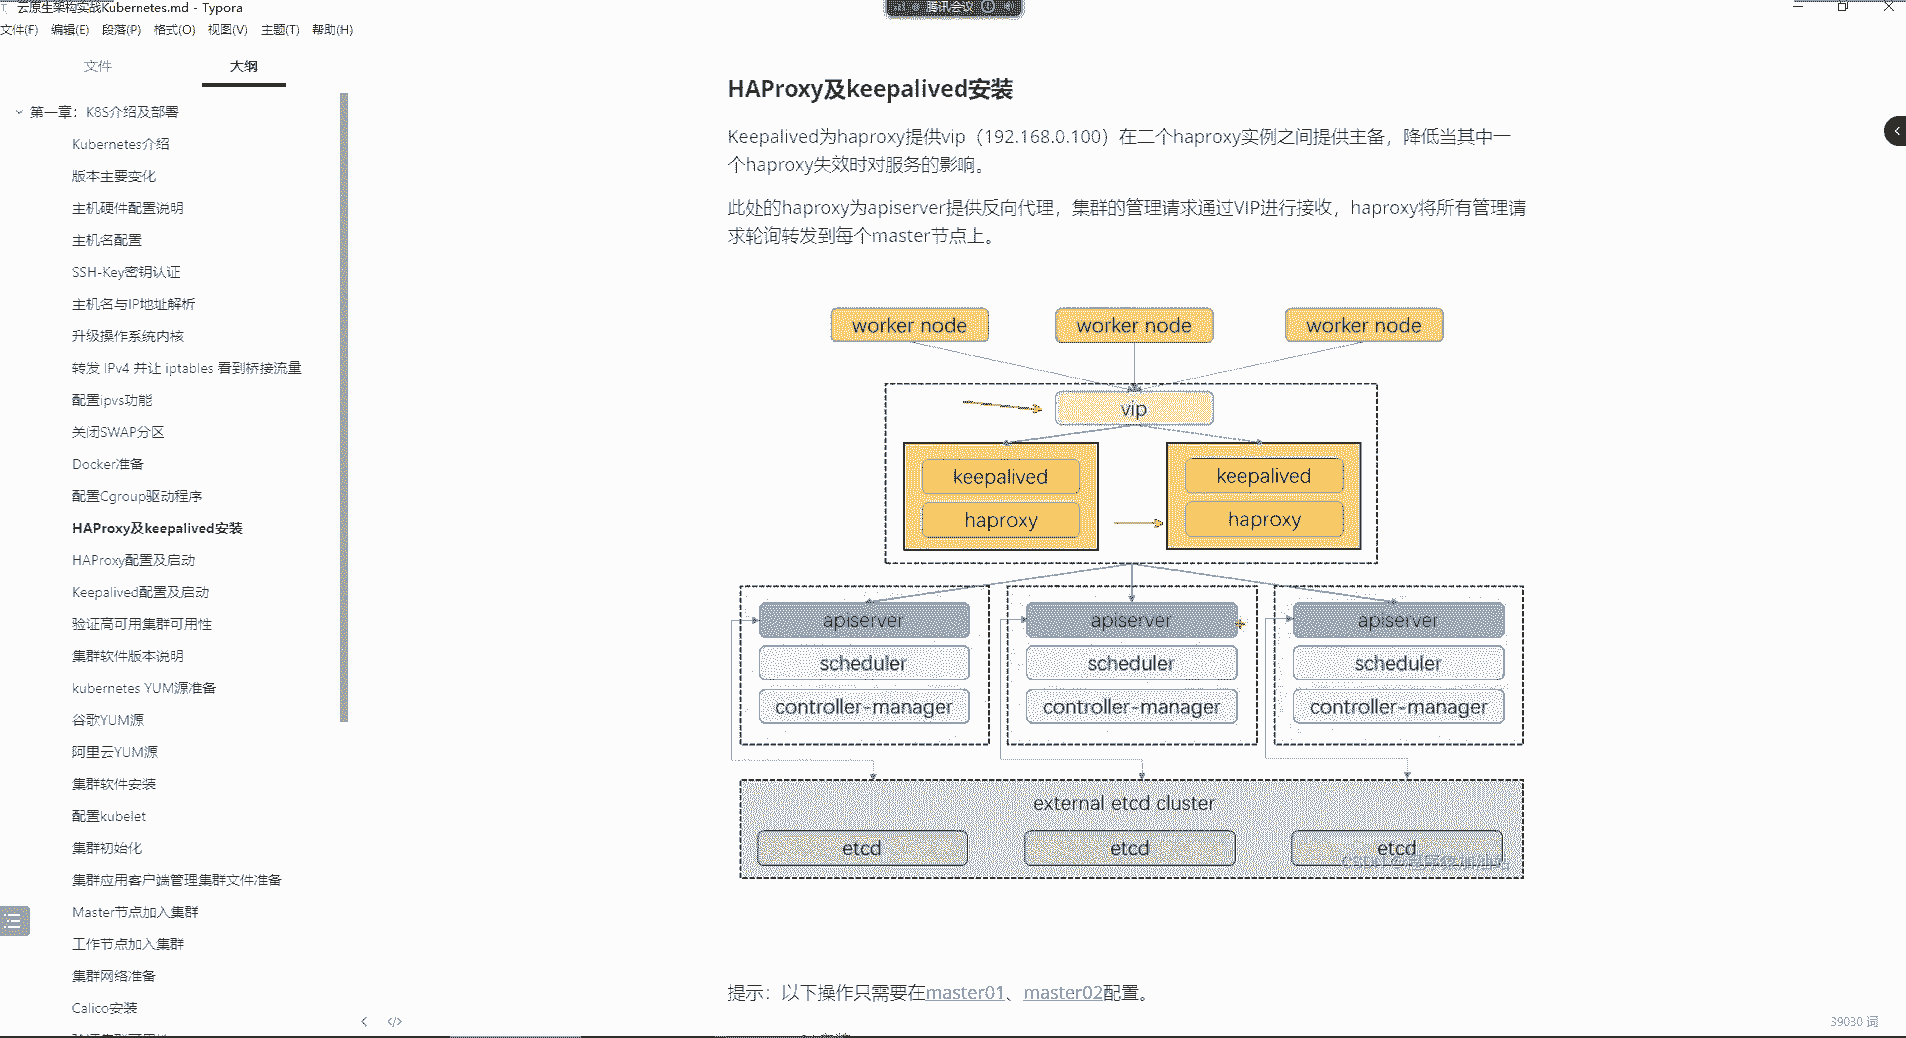 云原生架构实战Kubernetes.md - Typora
腾讯会议
文件(F) 编辑(E) 段落(P) 格式(O) 视图(V) 主题(T) 帮助(H)
文件 大纲
第一章：K8S介绍及部署
Kubernetes介绍
版本主要变化
主机硬件配置说明
主机名配置
SSH-Key密钥认证
主机名与IP地址解析
升级操作系统内核
转发 IPv4 并让 iptables 看到桥接流量
配置ipvs功能
关闭SWAP分区
Docker准备
配置Cgroup驱动程序
HAProxy及keepalived安装
HAProxy配置及启动
Keepalived配置及启动
验证高可用集群可用性
集群软件版本说明
kubernetes YUM源准备
谷歌YUM源
阿里云YUM源
集群软件安装
配置kubelet
集群初始化
集群应用客户端管理集群文件准备
Master节点加入集群
工作节点加入集群
集群网络准备
Calico安装
HAProxy及keepalived安装
Keepalived为haproxy提供vip（192.168.0.100）在二个haproxy实例之间提供主备，降低当其中一
个haproxy失效时对服务的影响。
此处的haproxy为apiserver提供反向代理，集群的管理请求通过VIP进行接收，haproxy将所有管理请
求轮询转发到每个master节点上。
worker node worker node worker node
vip
keepalived keepalived
haproxy haproxy
apiserver apiserver apiserver
scheduler scheduler scheduler
controller-manager controller-manager controller-manager
external etcd cluster
etcd etcd etcd
提示：以下操作只需要在master01、master02配置。
39030 词